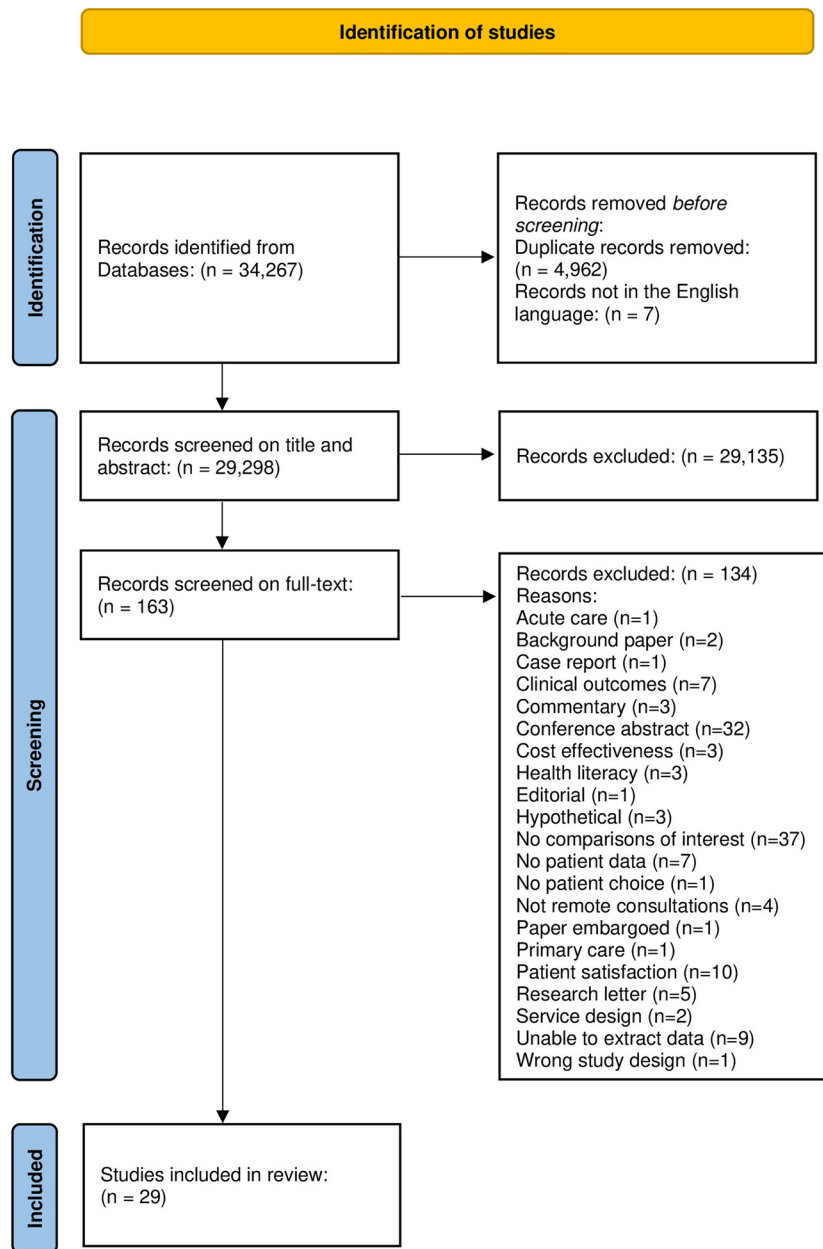 Identification of studies
Identification
Records identified from
Databases: (n = 34,267)
Records removed before
screening:
Duplicate records removed:
(n = 4,962)
Records not in the English
language: (n = 7)
Screening
Records screened on title and
abstract: (n = 29,298)
Records excluded: (n = 29,135)
Records screened on full-text:
(n = 163)
Records excluded: (n = 134)
Reasons:
Acute care (n=1)
Background paper (n=2)
Case report (n=1)
Clinical outcomes (n=7)
Commentary (n=3)
Conference abstract (n=32)
Cost effectiveness (n=3)
Health literacy (n=3)
Editorial (n=1)
Hypothetical (n=3)
No comparisons of interest (n=37)
No patient data (n=7)
No patient choice (n=1)
Not remote consultations (n=4)
Paper embargoed (n=1)
Primary care (n=1)
Patient satisfaction (n=10)
Research letter (n=5)
Service design (n=2)
Unable to extract data (n=9)
Wrong study design (n=1)
Included
Studies included in review:
(n = 29)